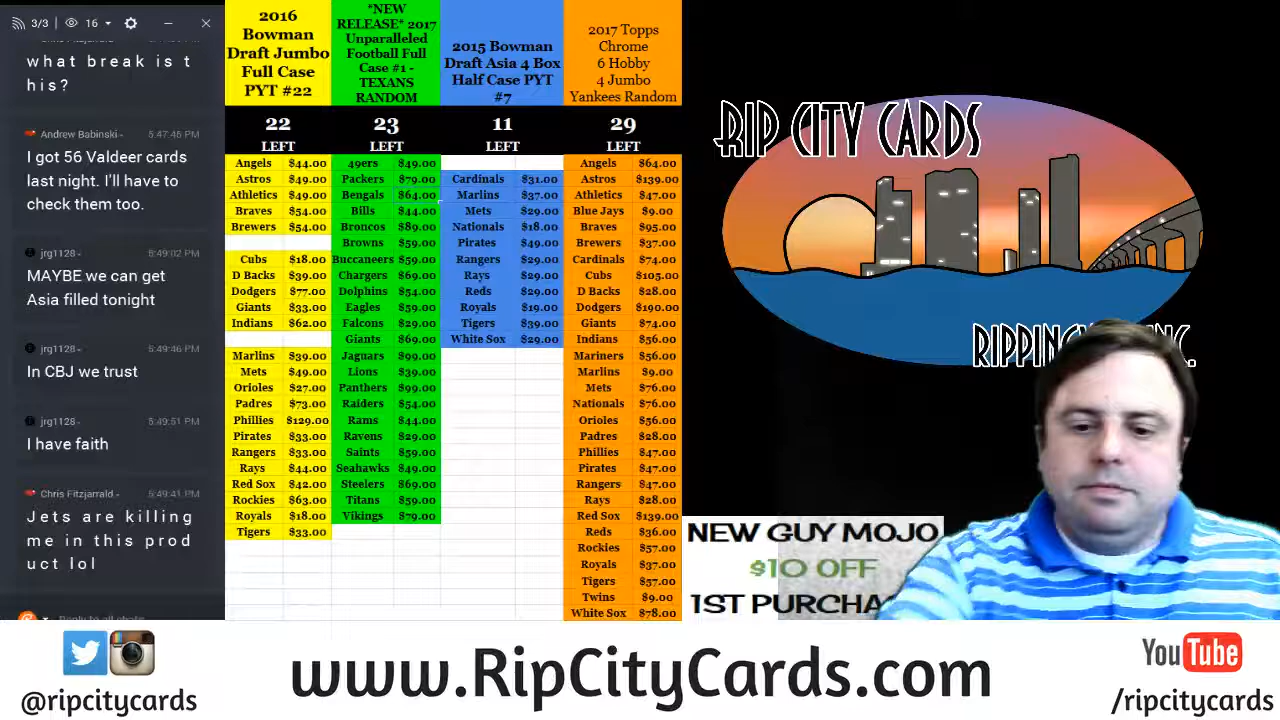 3/3
16
what break is t
his?
Andrew Babinski - 5:47:45 PM
I got 56 Valdeer cards
last night. I'll have to
check them too.
jrg1128 - 5:49:02 PM
MAYBE we can get
Asia filled tonight
jrg1128 - 5:49:46 PM
In CBJ we trust
jrg1128 - 5:49:51 PM
I have faith
Chris Fitzjarrald - 5:49:41 PM
Jets are killing
me in this prod
uct lol
2016
Bowman
Draft Jumbo
Full Case
PYT #22
22
LEFT
Angels $44.00
Astros $49.00
Athletics $49.00
Braves $54.00
Brewers $54.00
Cubs $18.00
D Backs $39.00
Dodgers $77.00
Giants $33.00
Indians $62.00
Marlins $39.00
Mets $49.00
Orioles $27.00
Padres $73.00
Phillies $129.00
Pirates $33.00
Rangers $33.00
Rays $44.00
Red Sox $42.00
Rockies $63.00
Royals $18.00
Tigers $33.00
*NEW
RELEASE* 2017
Unparalleled
Football Full
Case #1 -
TEXANS
RANDOM
23
LEFT
49ers $49.00
Packers $79.00
Bengals $64.00
Bills $44.00
Broncos $89.00
Browns $59.00
Buccaneers $59.00
Chargers $69.00
Dolphins $54.00
Eagles $59.00
Falcons $29.00
Giants $69.00
Jaguars $99.00
Lions $39.00
Panthers $99.00
Raiders $54.00
Rams $44.00
Ravens $29.00
Saints $59.00
Seahawks $49.00
Steelers $69.00
Titans $59.00
Vikings $79.00
2015 Bowman
Draft Asia 4 Box
Half Case PYT
#7
11
LEFT
Cardinals $31.00
Marlins $37.00
Mets $29.00
Nationals $18.00
Pirates $49.00
Rangers $29.00
Rays $29.00
Reds $29.00
Royals $19.00
Tigers $39.00
White Sox $29.00
2017 Topps
Chrome
6 Hobby
4 Jumbo
Yankees Random
29
LEFT
Angels $64.00
Astros $139.00
Athletics $47.00
Blue Jays $9.00
Braves $95.00
Brewers $37.00
Cardinals $74.00
Cubs $105.00
D Backs $28.00
Dodgers $190.00
Giants $74.00
Indians $56.00
Mariners $56.00
Marlins $9.00
Mets $76.00
Nationals $76.00
Orioles $56.00
Padres $28.00
Phillies $47.00
Pirates $47.00
Rangers $47.00
Rays $28.00
Red Sox $139.00
Reds $36.00
Rockies $57.00
Royals $37.00
Tigers $57.00
Twins $9.00
White Sox $78.00
RIP CITY CARDS
NEW GUY MOJO
$10 OFF
1ST
@ripcitycards
www.RipCityCards.com
YouTube
/ripcitycards